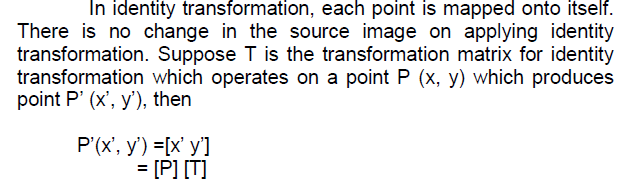 In identity transformation, each point is mapped onto itself.
There is no change in the source image on applying identity
transformation. Suppose T is the transformation matrix for identity
transformation which operates on a point P (x, y) which produces
point P’ (x’, y’), then
P’(x’, y’) =[x’ y’]
= [P] [T]